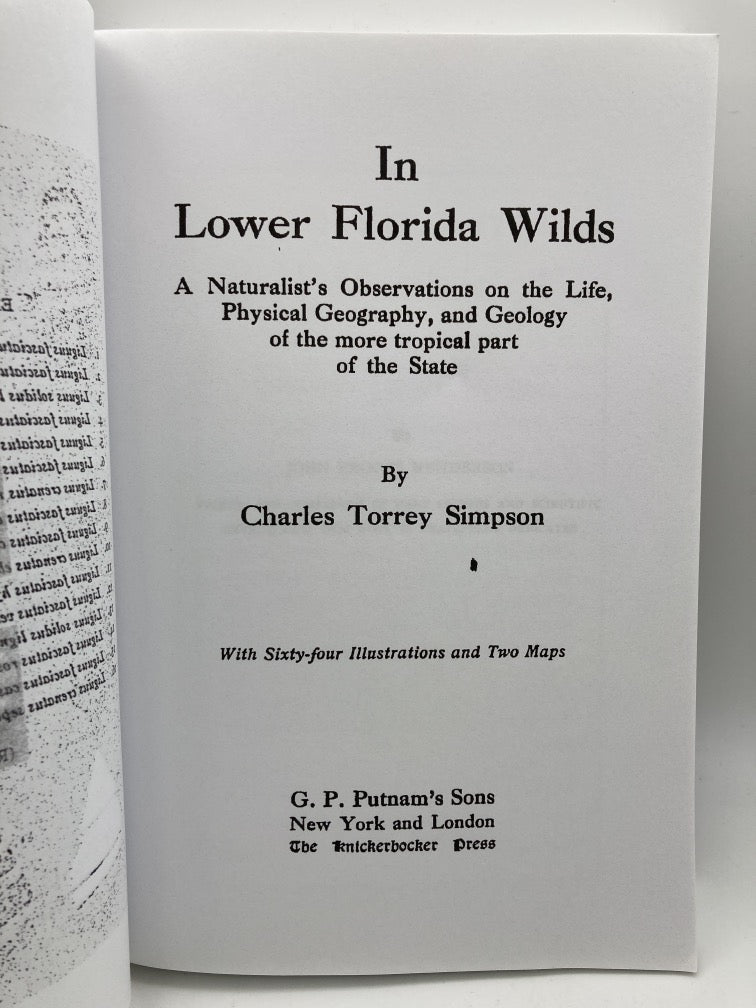 In
Lower Florida Wilds
A Naturalist's Observations on the Life,
Physical Geography, and Geology
of the more tropical part
of the State
By
Charles Torrey Simpson
With Sixty-four Illustrations and Two Maps
G. P. Putnam's Sons
New York and London
The Knickerbocker Press